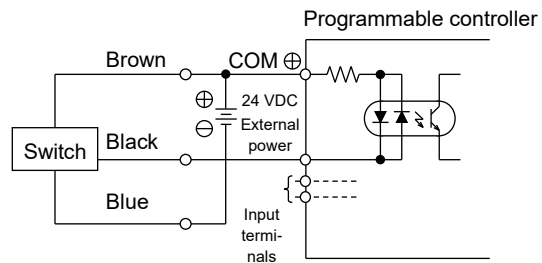 Programmable controller
Brown
COM ⊕
⊕
24 VDC
⊖
External
power
Switch
Black
Blue
Input
termi-
nals